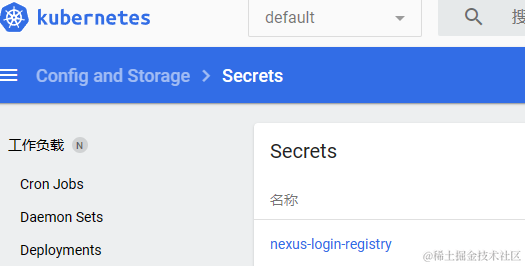 kubernetes
default
搜
Config and Storage > Secrets
工作负载 N
Cron Jobs
Daemon Sets
Deployments
Secrets
名称
nexus-login-registry
@稀土掘金技术社区